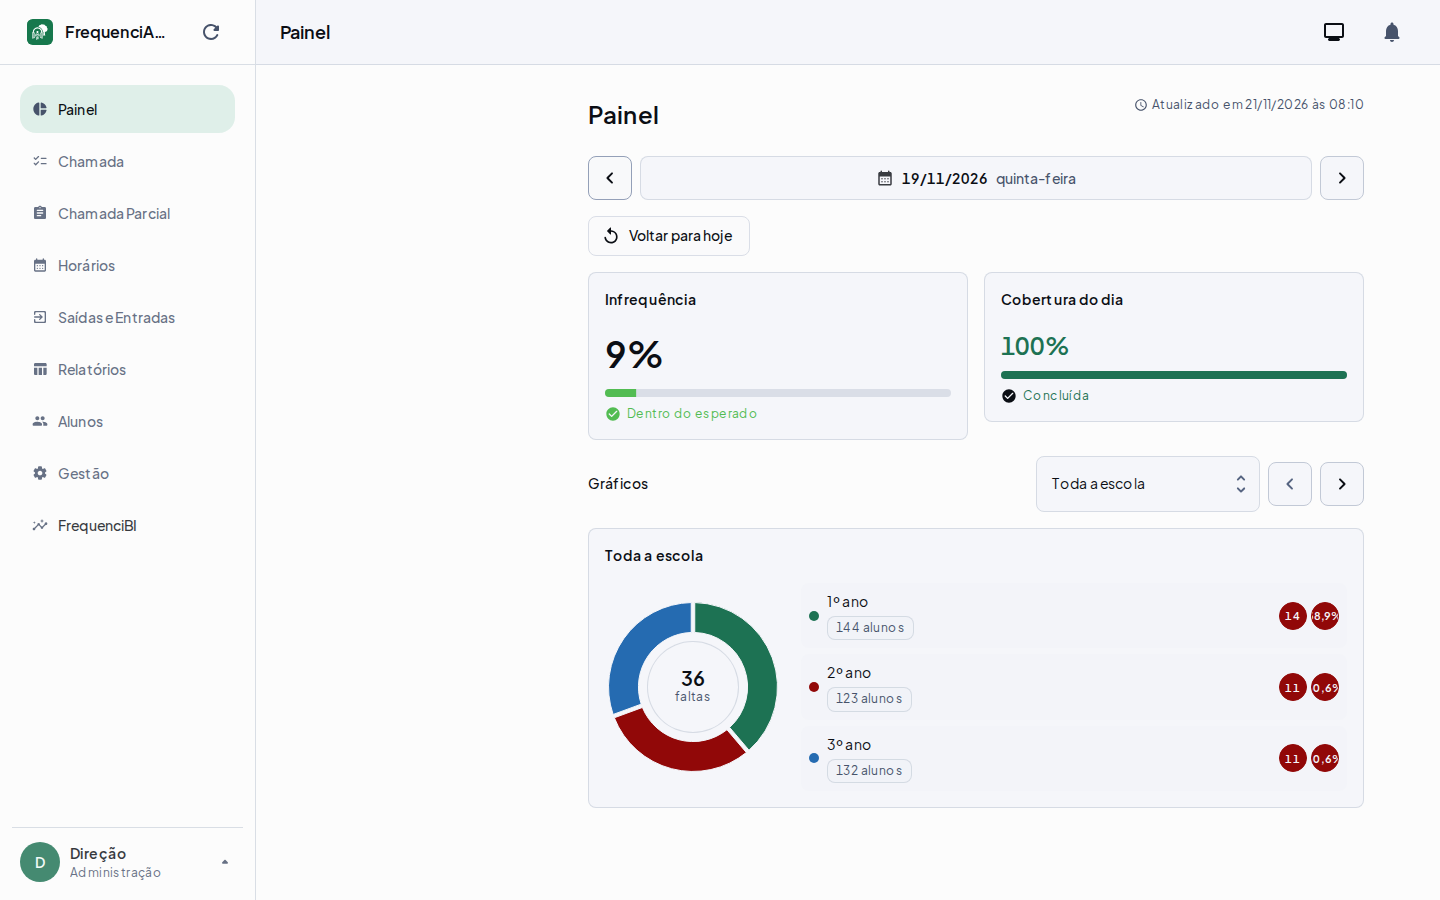 FrequenciA...
Painel
Painel
Chamada
Chamada Parcial
Horários
Saídas e Entradas
Relatórios
Alunos
Gestão
FrequenciBI
D
Direção
Administração
Painel
Atualizado em 21/11/2026 às 08:10
19/11/2026 quinta-feira
Voltar para hoje
Infrequência
9%
Dentro do esperado
Cobertura do dia
100%
Concluída
Gráficos
Toda a escola
Toda a escola
36
faltas
1º ano
144 alunos
14
2º ano
123 alunos
11
3º ano
132 alunos
11